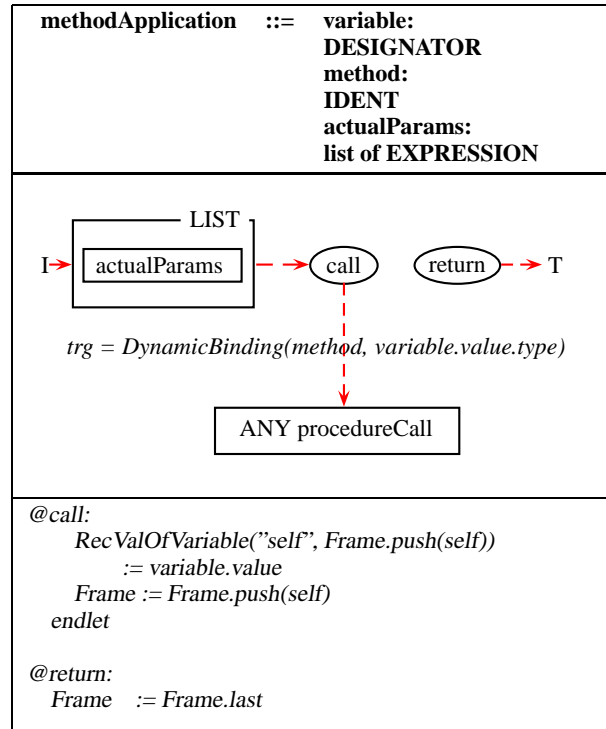 methodApplication ::= variable:
DESIGNATOR
method:
IDENT
actualParams:
list of EXPRESSION
LIST
I actualParams call return T
trg = DynamicBinding(method, variable.value.type)
ANY procedureCall
@call:
RecValOfVariable("self", Frame.push(self))
:= variable.value
Frame := Frame.push(self)
endlet
@return:
Frame := Frame.last